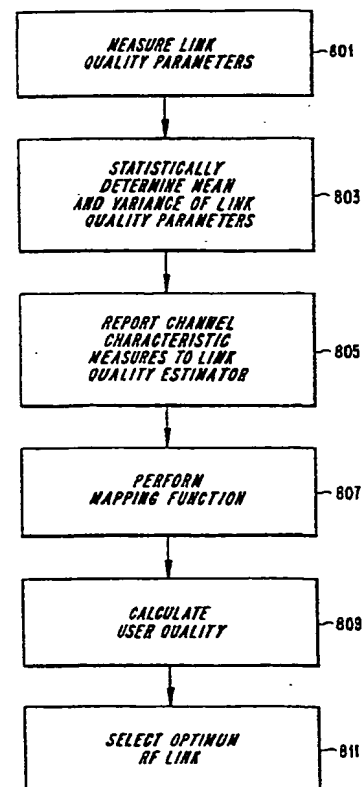 MEASURE LINK
QUALITY PARAMETERS
801
STATISTICALLY
DETERMINE MEAN
AND VARIANCE OF LINK
QUALITY PARAMETERS
803
REPORT CHANNEL
CHARACTERISTIC
MEASURES TO LINK
QUALITY ESTIMATOR
805
PERFORM
MAPPING FUNCTION
807
CALCULATE
USER QUALITY
809
SELECT OPTIMUM
RF LINK
811